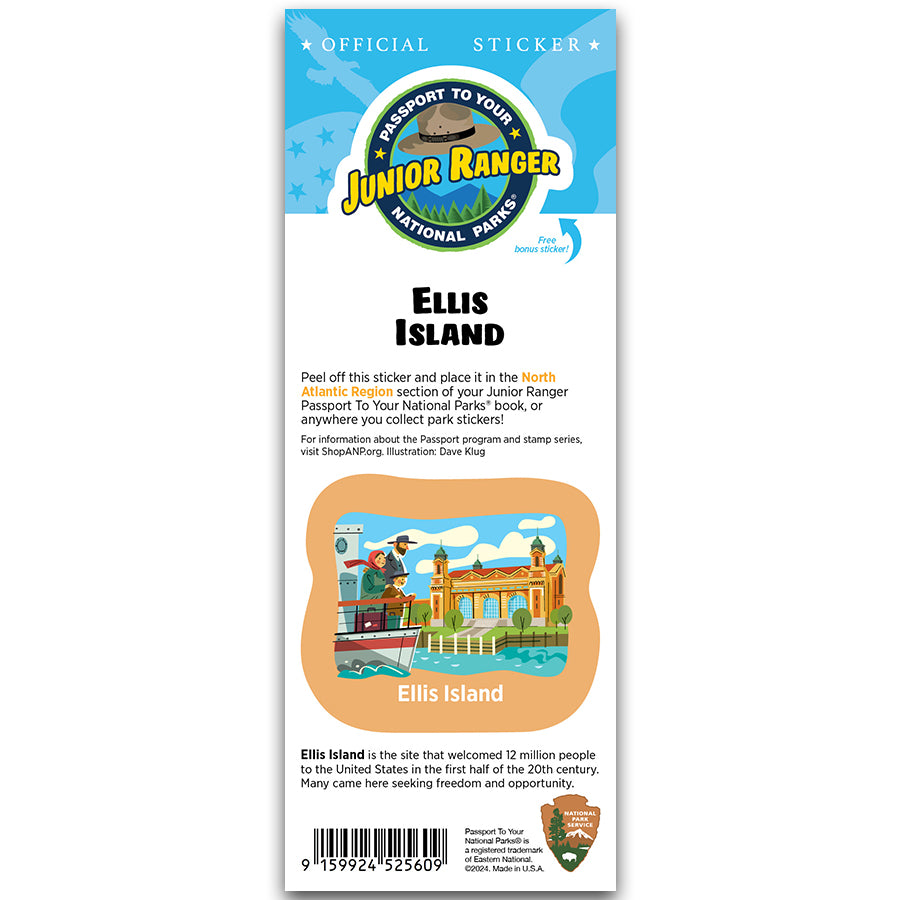 ★ OFFICIAL STICKER ★
PASSPORT TO YOUR
JUNIOR RANGER
NATIONAL PARKS®
Free
bonus sticker!
ELLIS
ISLAND
Peel off this sticker and place it in the North
Atlantic Region section of your Junior Ranger
Passport To Your National Parks® book, or
anywhere you collect park stickers!
For information about the Passport program and stamp series,
visit ShopANP.org. Illustration: Dave Klug
Ellis Island
Ellis Island is the site that welcomed 12 million people
to the United States in the first half of the 20th century.
Many came here seeking freedom and opportunity.
9 159924 525609
Passport To Your
National Parks® is
a registered trademark
of Eastern National.
©2024. Made in U.S.A.
NATIONAL
PARK
SERVICE